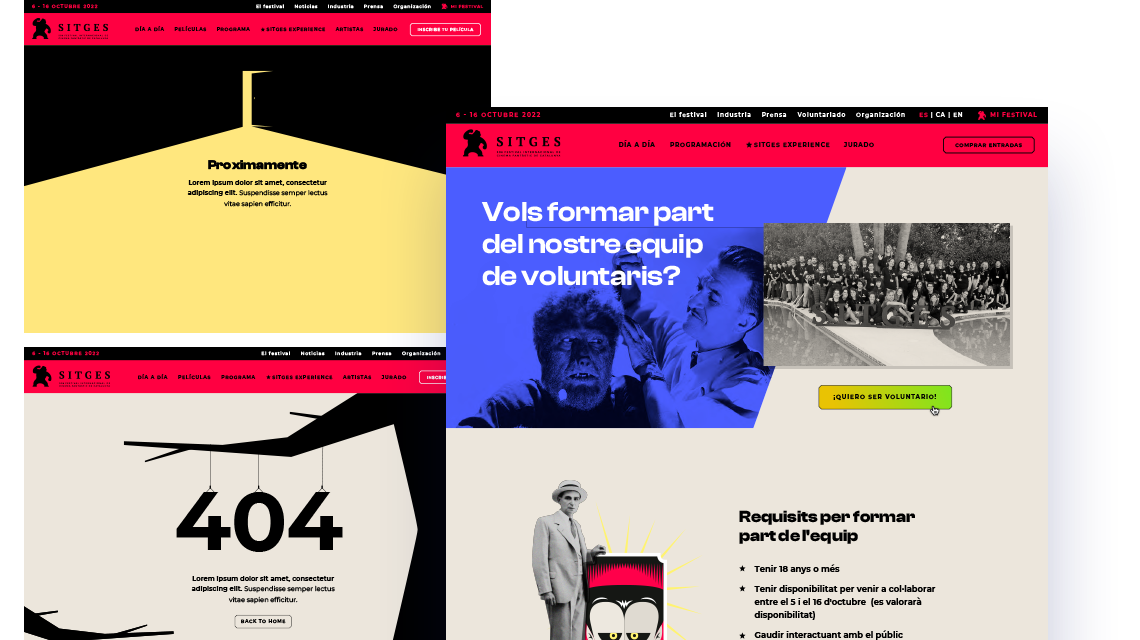 6 - 16 OCTUBRE 2022
El festival Noticias Industria Prensa Organización MI FESTIVAL
SITGES
DÍA A DÍA PELÍCULAS PROGRAMA ★SITGES EXPERIENCE ARTISTAS JURADO INSCRIBE TU PELÍCULA
Proximamente
Lorem ipsum dolor sit amet, consectetur
adipiscing elit. Suspendisse semper lectus
vitae sapien efficitur.
6 - 16 OCTUBRE 2022
El festival Noticias Industria Prensa Organización
SITGES
DÍA A DÍA PELÍCULAS PROGRAMA ★SITGES EXPERIENCE ARTISTAS JURADO INSCRIB
404
Lorem ipsum dolor sit amet, consectetur
adipiscing elit. Suspendisse semper lectus
vitae sapien efficitur.
BACK TO HOME
6 - 16 OCTUBRE 2022
El festival Industria Prensa Voluntariado Organización ES | CA | EN MI FESTIVAL
SITGES
DÍA A DÍA PROGRAMACIÓN ★SITGES EXPERIENCE JURADO COMPRAR ENTRADAS
Vols formar part
del nostre equip
de voluntaris?
SITGES
¡QUIERO SER VOLUNTARIO!
Requisits per formar
part de l'equip
★ Tenir 18 anys o més
★ Tenir disponibilitat per venir a col·laborar
entre el 5 i el 16 d'octubre (es valorarà
disponibilitat)
★ Gaudir interactuant amb el públic